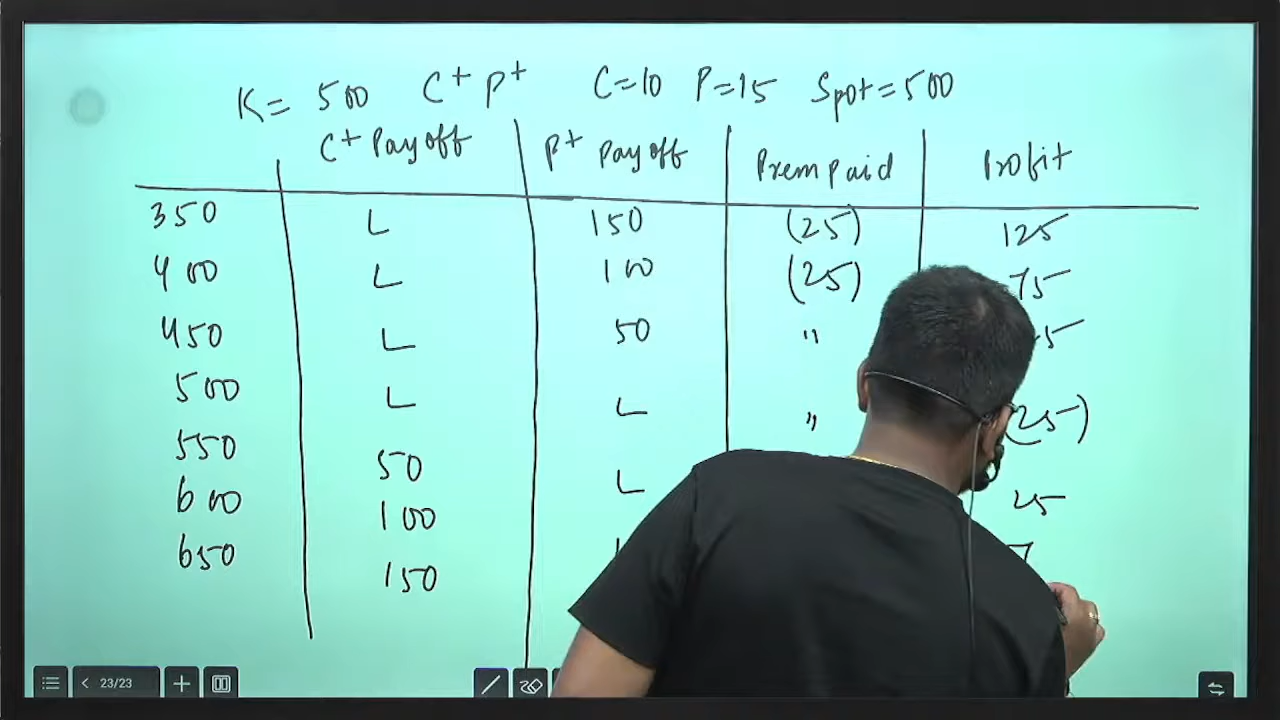 K = 500 C+ P+ C=10 P=15 Spot=500
C+ Payoff P+ payoff Prem paid Profit
350 L 150 (25) 125
400 L 100 (25) 75
450 L 50 "
500 L L " (25)
550 50 L 25
600 100
650 150
23/23